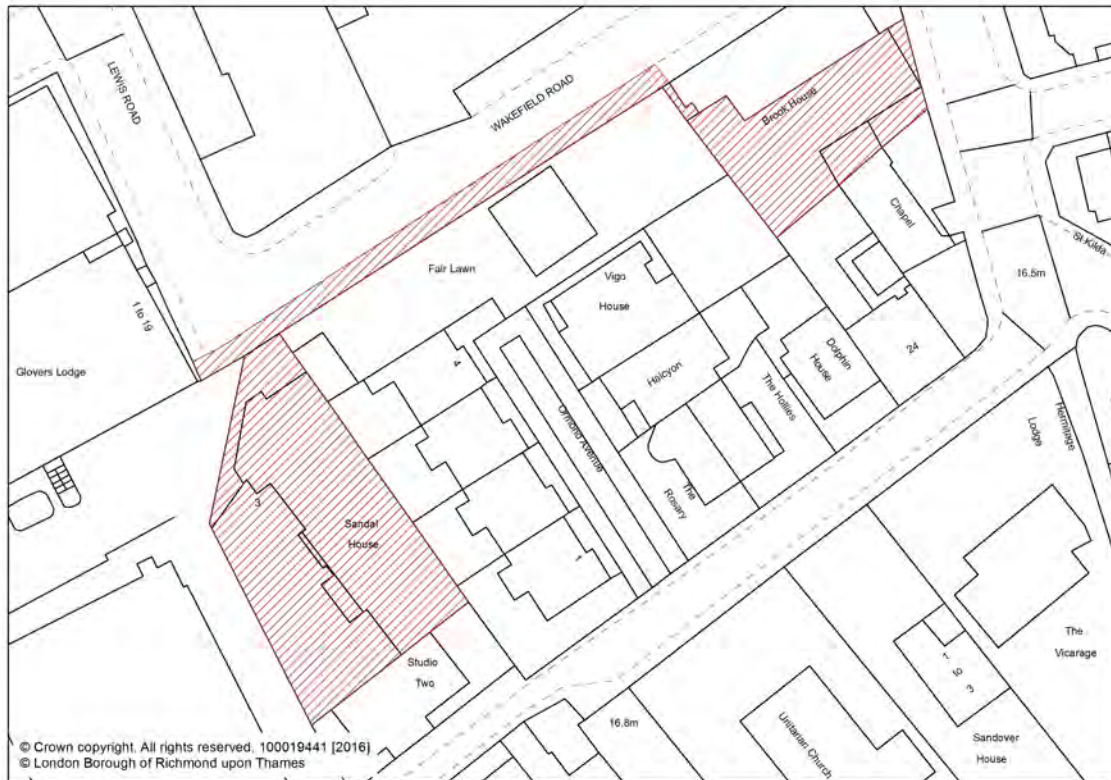 LEWIS ROAD
WAKEFIELD ROAD
Brook House
Chapel
St Kilda
16.5m
Fair Lawn
Vigo
House
1 to 19
Glovers Lodge
Halcyon
4
Dolphin
House
24
The Hollies
Ormond Avenue
The
Rosary
Hermitage
Lodge
3
Sandal
House
1
Studio
Two
The
Vicarage
1 to 3
16.8m
Unitarian Church
Sandover
House
© Crown copyright. All rights reserved. 100019441 [2016]
© London Borough of Richmond upon Thames